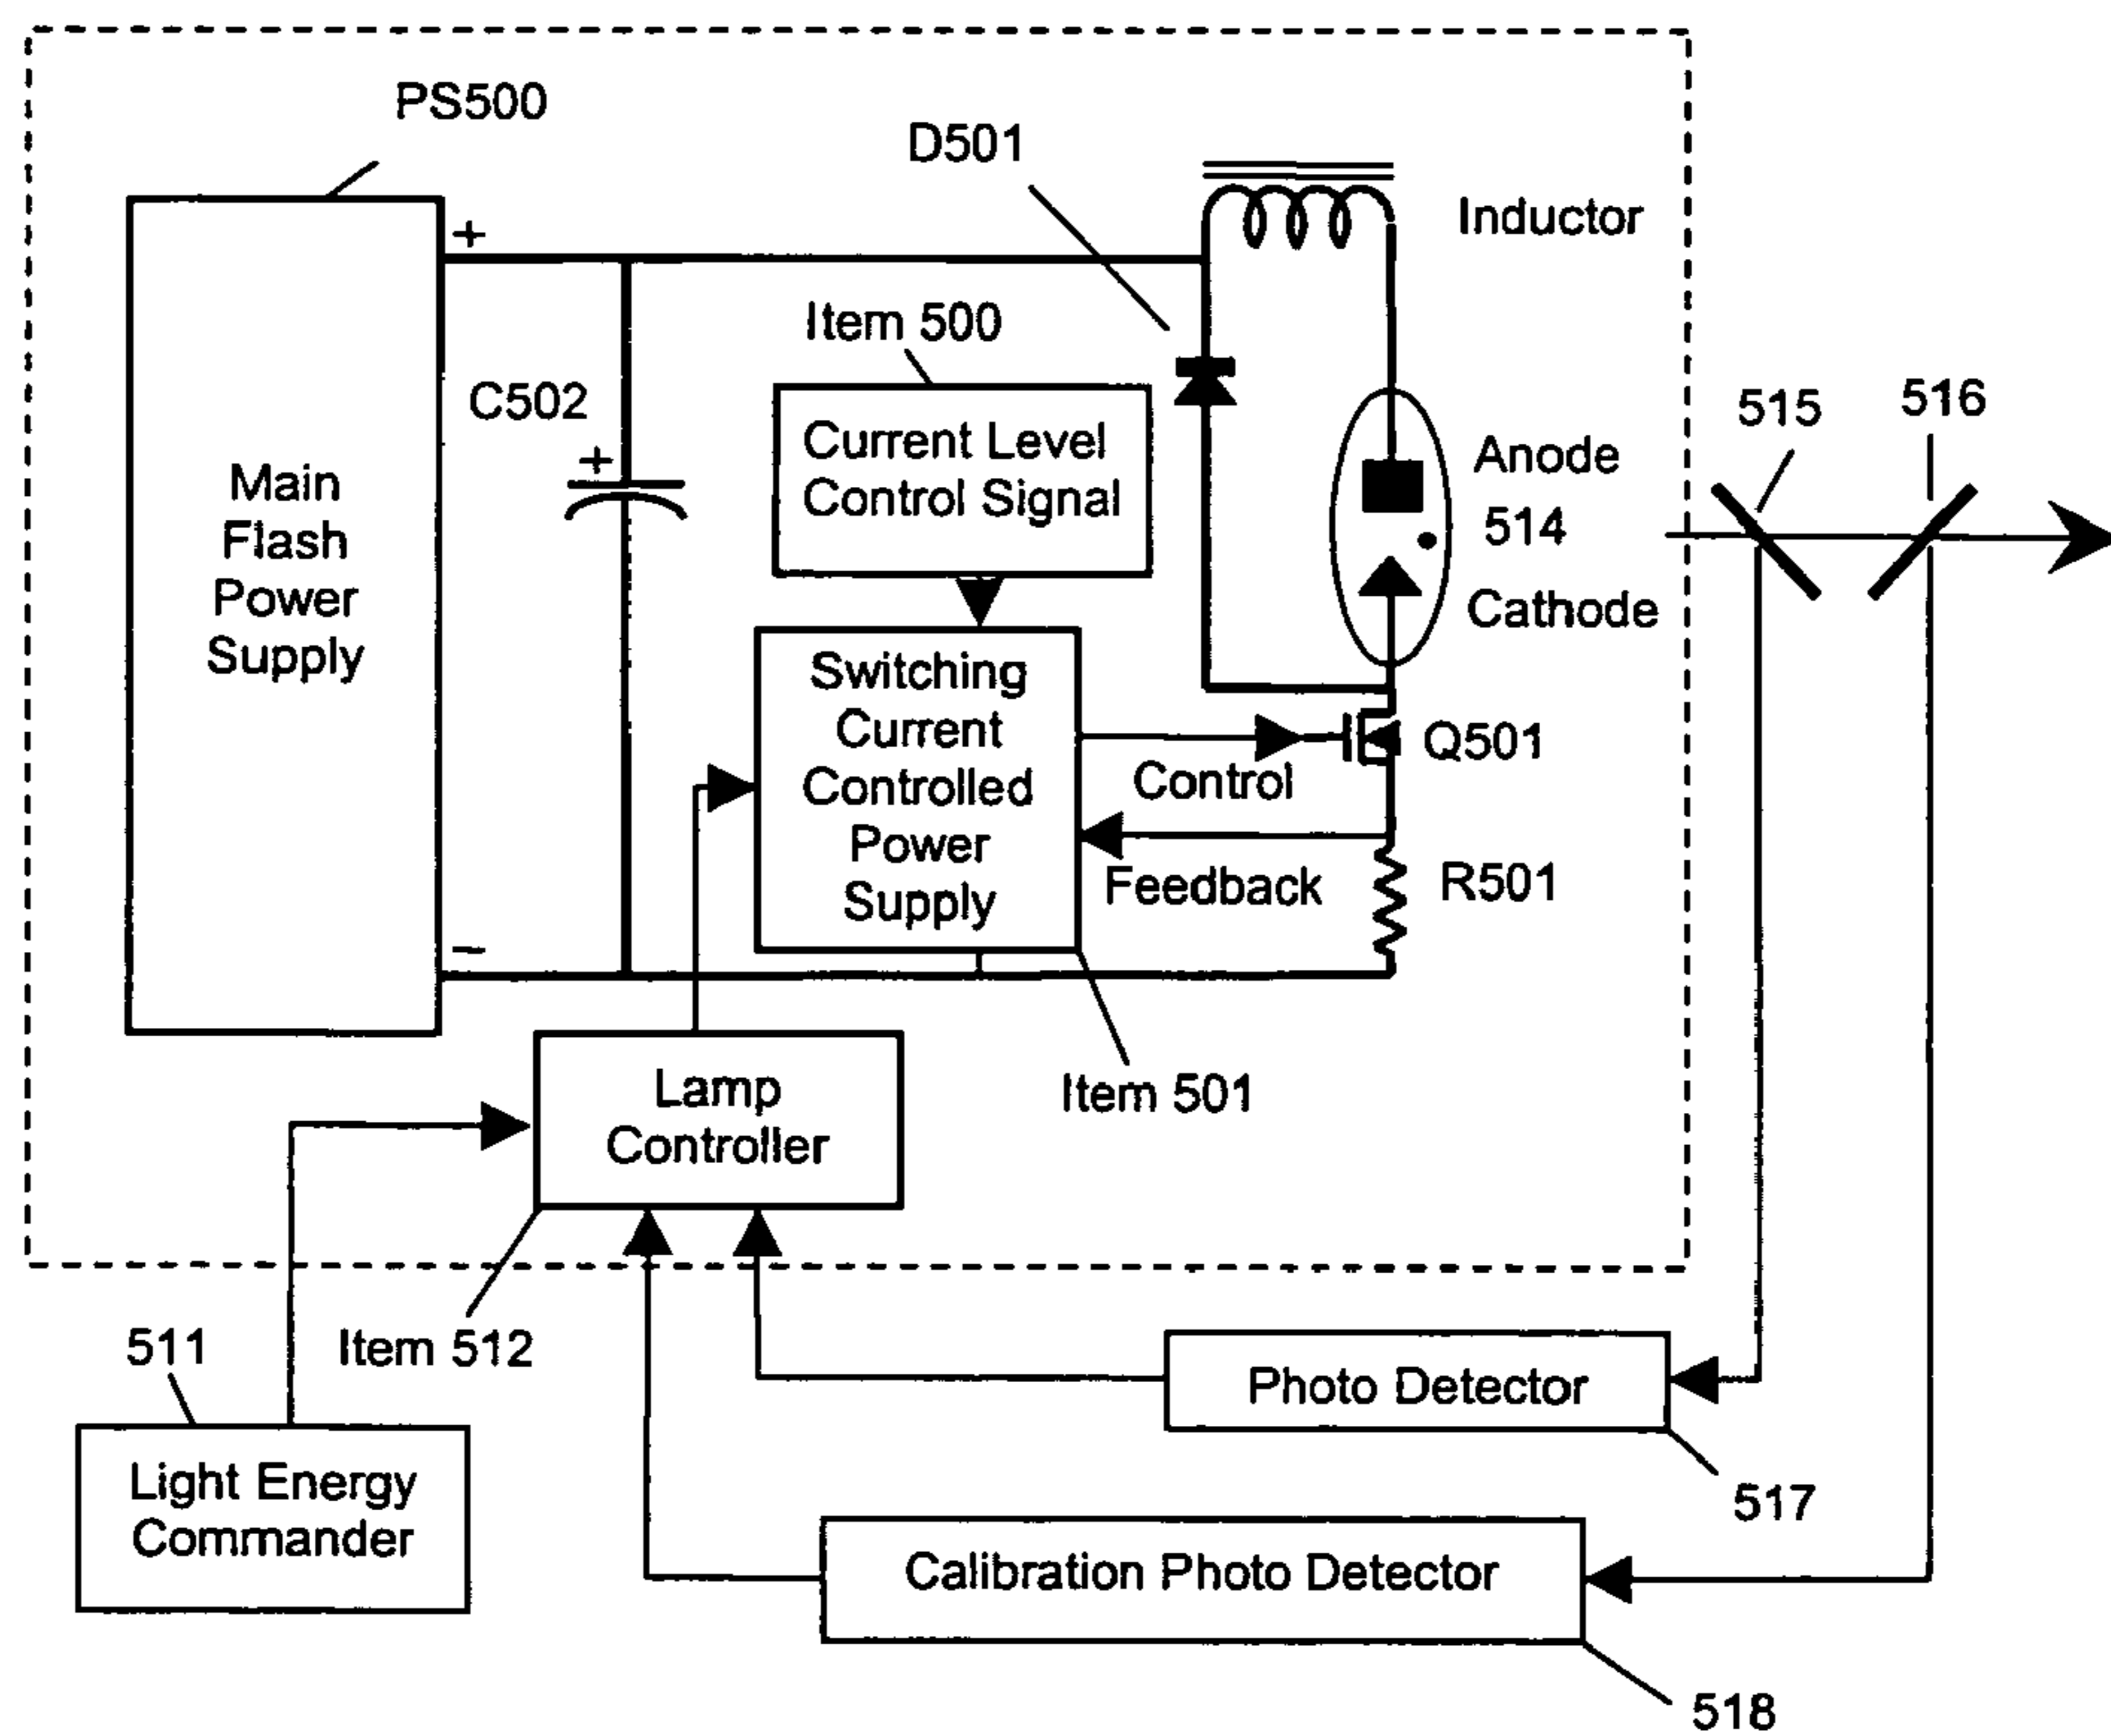 PS500
D501
Inductor
+
Item 500
C502
+
Current Level
Control Signal
Main
Flash
Power
Supply
Anode
514
Cathode
515
516
Switching
Current
Controlled
Power
Supply
Control
Q501
Feedback
R501
−
Lamp
Controller
Item 501
511
Item 512
Light Energy
Commander
Photo Detector
517
Calibration Photo Detector
518